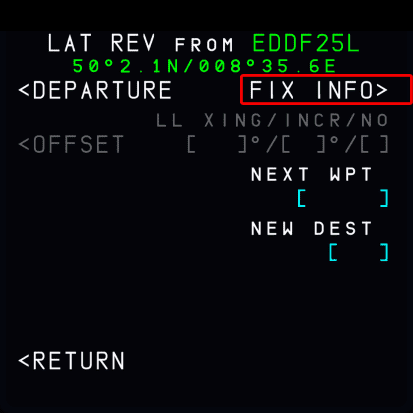 LAT REV FROM EDDF25L
50°2.1N/008°35.6E
<DEPARTURE FIX INFO>
LL XING/INCR/NO
<OFFSET [ ]°/[ ]°/[ ]
NEXT WPT
[ ]
NEW DEST
[ ]
<RETURN